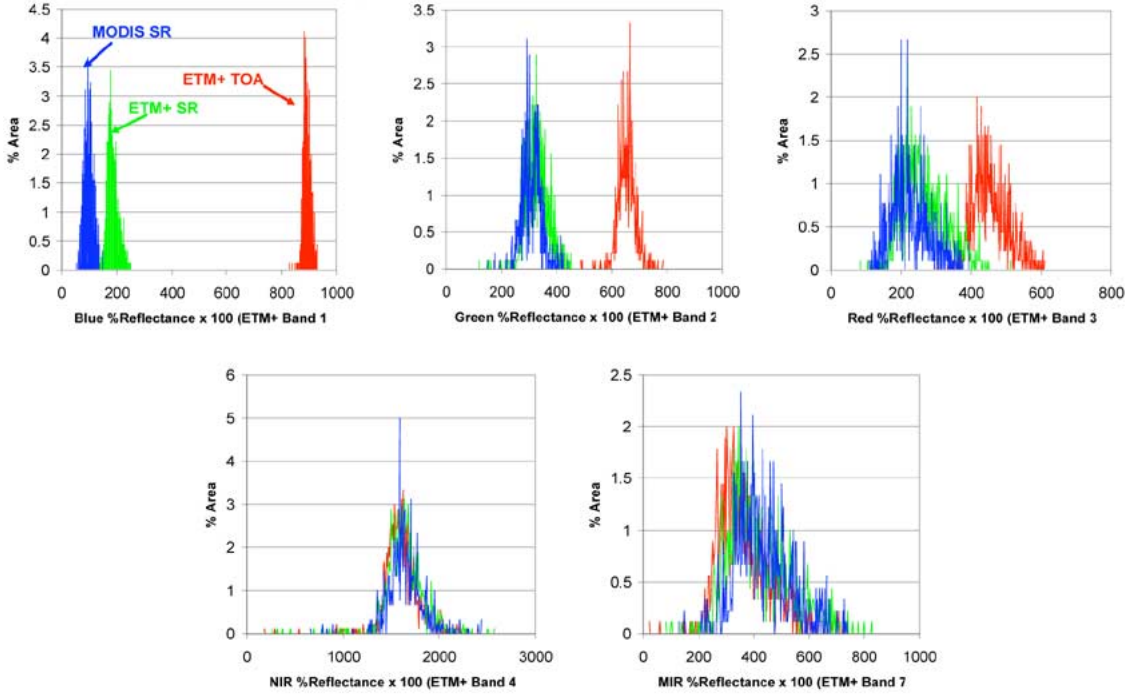 MODIS SR
ETM+ TOA
ETM+ SR
% Area
4.5
4
3.5
3
2.5
2
1.5
1
0.5
0
0 200 400 600 800 1000
Blue %Reflectance x 100 (ETM+ Band 1
% Area
3.5
3
2.5
2
1.5
1
0.5
0
0 200 400 600 800 1000
Green %Reflectance x 100 (ETM+ Band 2
% Area
3
2.5
2
1.5
1
0.5
0
0 200 400 600 800
Red %Reflectance x 100 (ETM+ Band 3
% Area
6
5
4
3
2
1
0
0 1000 2000 3000
NIR %Reflectance x 100 (ETM+ Band 4
% Area
2.5
2
1.5
1
0.5
0
0 200 400 600 800 1000
MIR %Reflectance x 100 (ETM+ Band 7